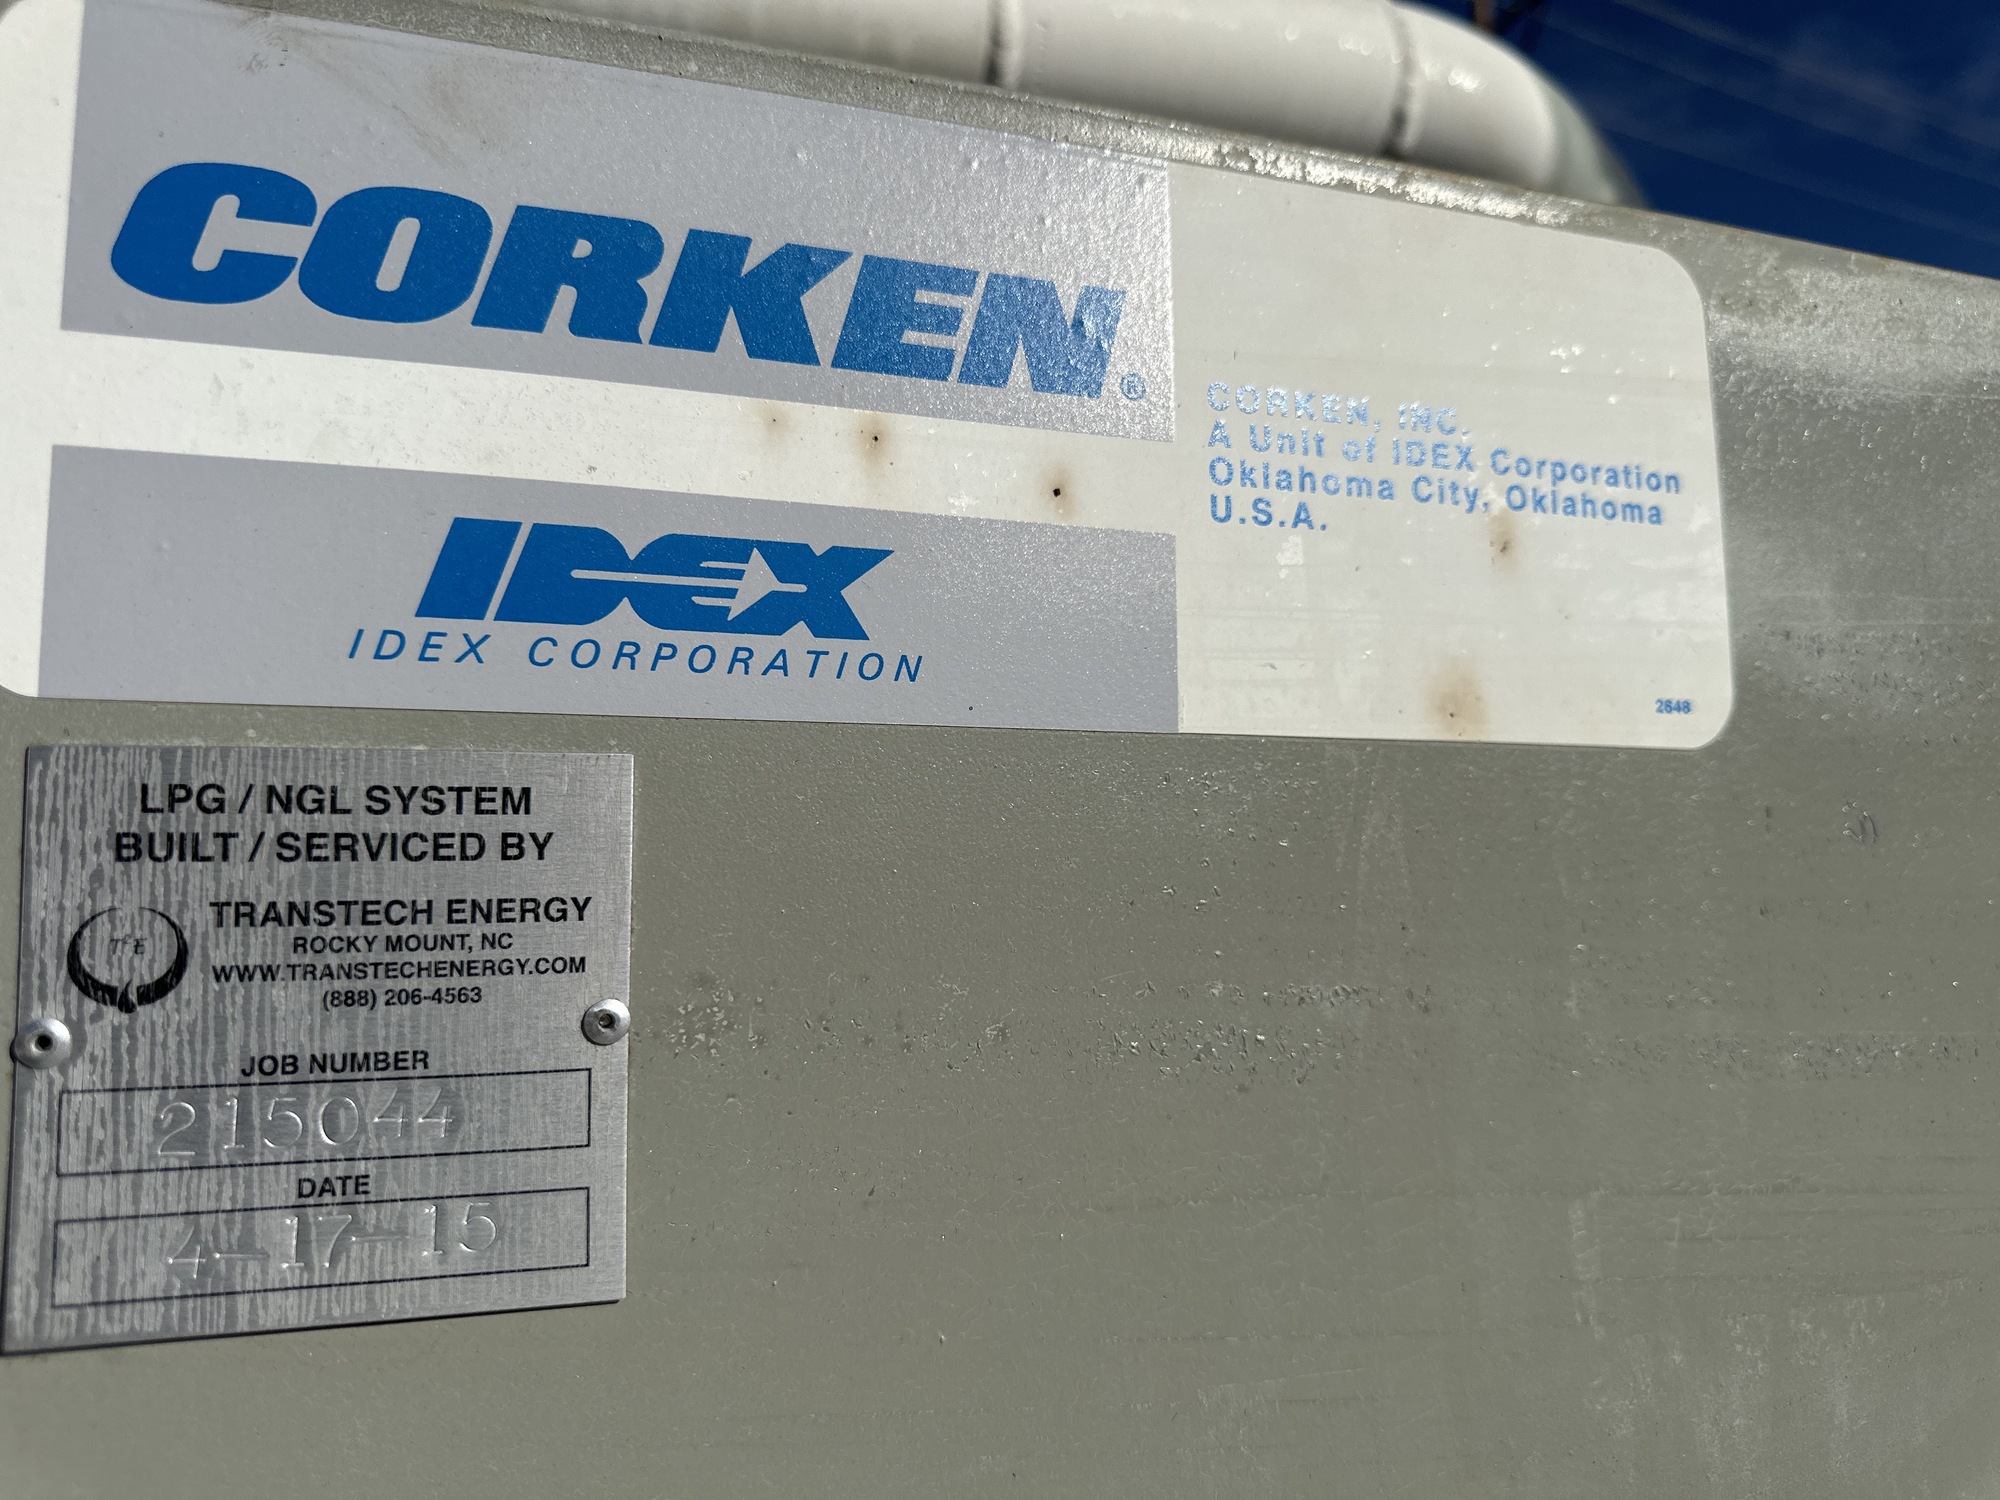 CORKEN®
IDEX
IDEX CORPORATION
CORKEN, INC.
A Unit of IDEX Corporation
Oklahoma City, Oklahoma
U.S.A.
2648
LPG / NGL SYSTEM
BUILT / SERVICED BY
TRANSTECH ENERGY
ROCKY MOUNT, NC
WWW.TRANSTECHENERGY.COM
(888) 206-4563
TE
JOB NUMBER
215044
DATE
4-17-15